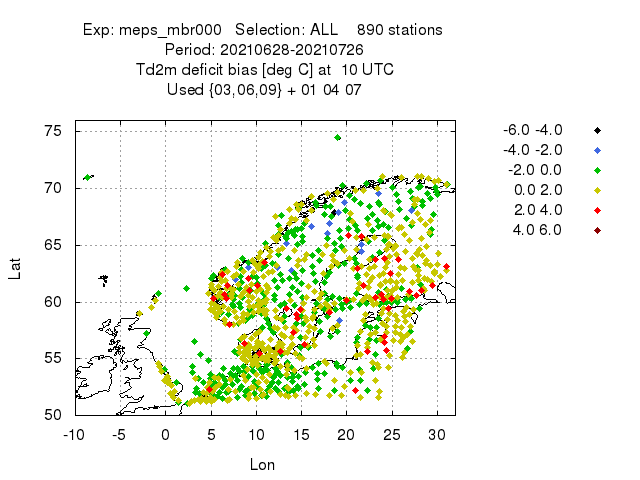 Exp: meps_mbr000   Selection: ALL    890 stations
Period: 20210628-20210726
Td2m deficit bias [deg C] at  10 UTC
Used {03,06,09} + 01 04 07
75
70
65
60
55
50
Lat
-10 -5 0 5 10 15 20 25 30
Lon
-6.0 -4.0
-4.0 -2.0
-2.0 0.0
0.0 2.0
2.0 4.0
4.0 6.0